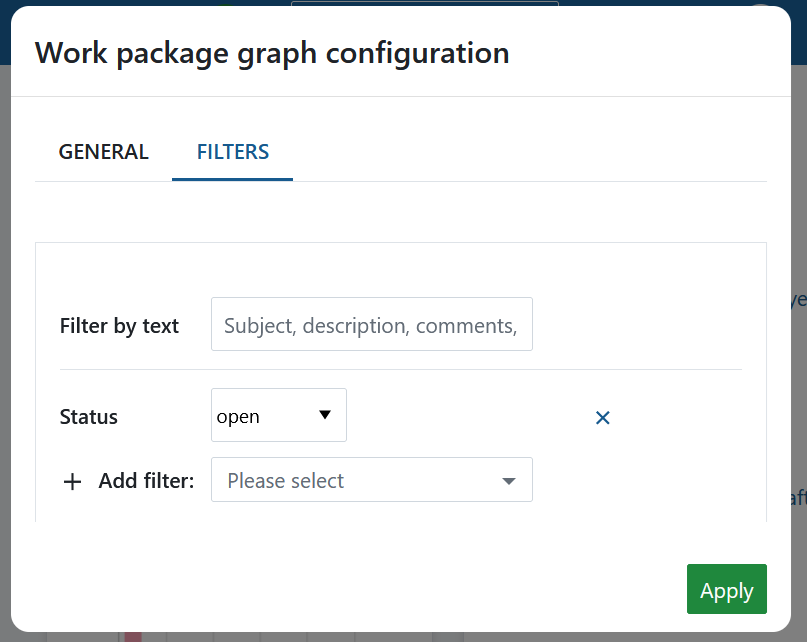 Work package graph configuration
GENERAL FILTERS
Filter by text Subject, description, comments,
Status open
Add filter: Please select
Apply